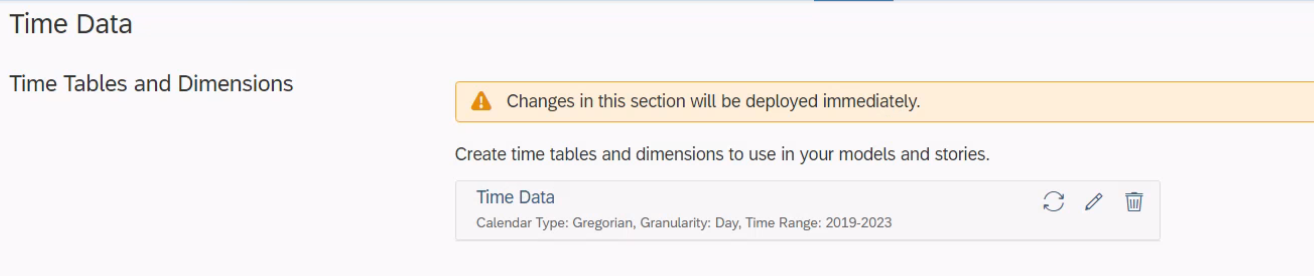 Time Data
Time Tables and Dimensions
Changes in this section will be deployed immediately.
Create time tables and dimensions to use in your models and stories.
Time Data
Calendar Type: Gregorian, Granularity: Day, Time Range: 2019-2023